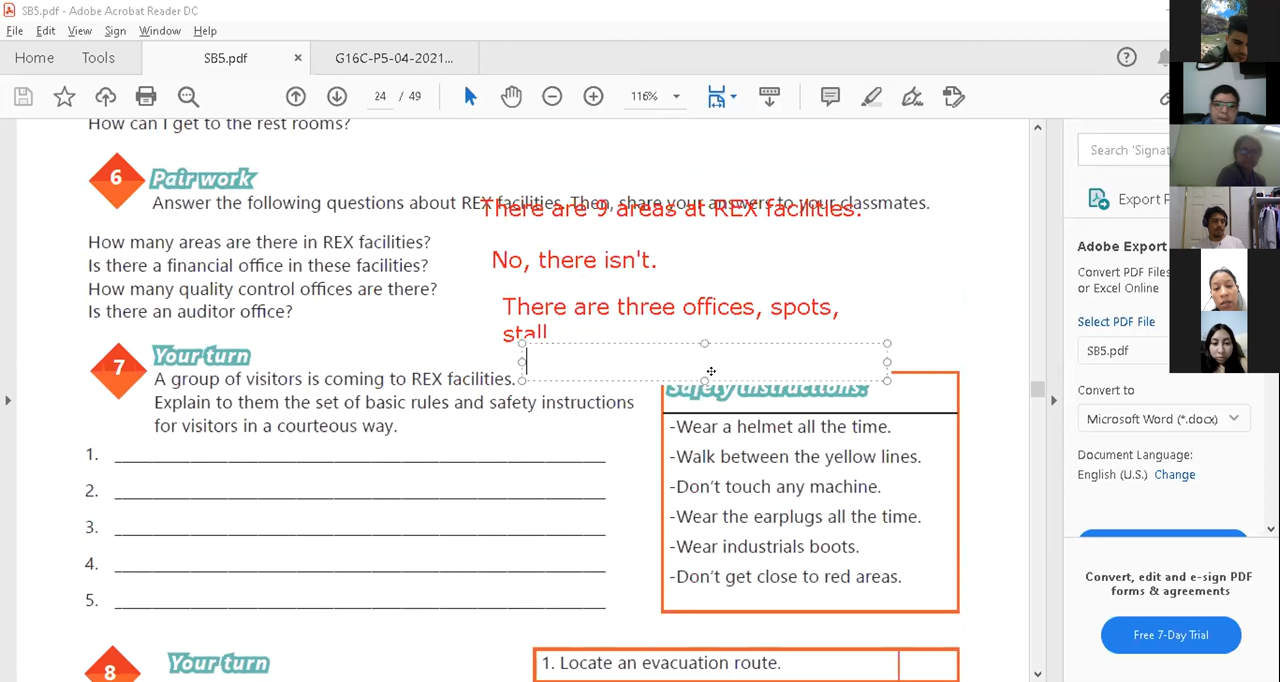 SB5.pdf - Adobe Acrobat Reader DC
File Edit View Sign Window Help
Home Tools SB5.pdf × G16C-P5-04-2021...
24 / 49 116%
How can I get to the rest rooms?
6 Pair work
Answer the following questions about REX facilities. Then, share your answers to your classmates.
There are 9 areas at REX facilities.
How many areas are there in REX facilities?
Is there a financial office in these facilities?
No, there isn't.
How many quality control offices are there?
Is there an auditor office?
There are three offices, spots,
stall
7 Your turn
A group of visitors is coming to REX facilities.
Explain to them the set of basic rules and safety instructions
for visitors in a courteous way.
1.
2.
3.
4.
5.
Safety instructions:
-Wear a helmet all the time.
-Walk between the yellow lines.
-Don't touch any machine.
-Wear the earplugs all the time.
-Wear industrials boots.
-Don't get close to red areas.
8 Your turn
1. Locate an evacuation route.
Search 'Signat
Export P
Adobe Export
Convert PDF Files
or Excel Online
Select PDF File
SB5.pdf
Convert to
Microsoft Word (*.docx)
Document Language:
English (U.S.) Change
Convert, edit and e-sign PDF
forms & agreements
Free 7-Day Trial